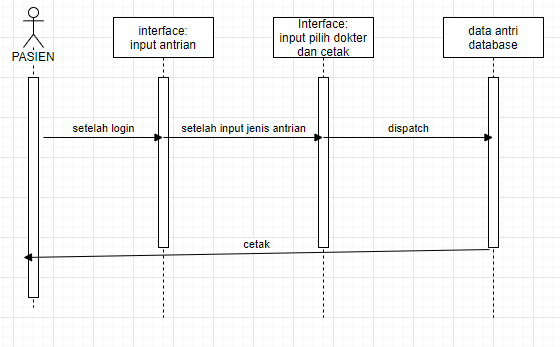 PASIEN
interface:
input antrian
Interface:
input pilih dokter
dan cetak
data antri
database
setelah login
setelah input jenis antrian
dispatch
cetak